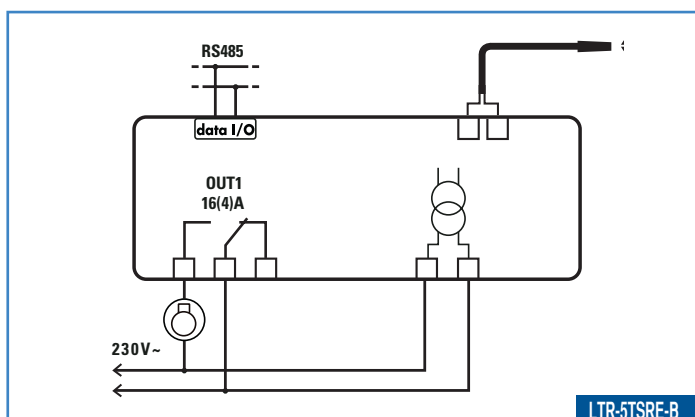 RS485
data I/O
OUT1
16(4)A
230V~
LTR-5TSRE-B